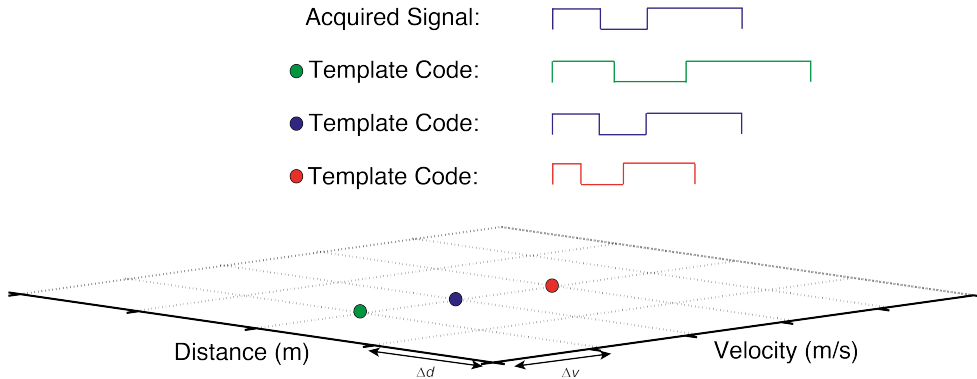 Acquired Signal:
Template Code:
Template Code:
Template Code:
Distance (m)
Velocity (m/s)
Δd
Δv